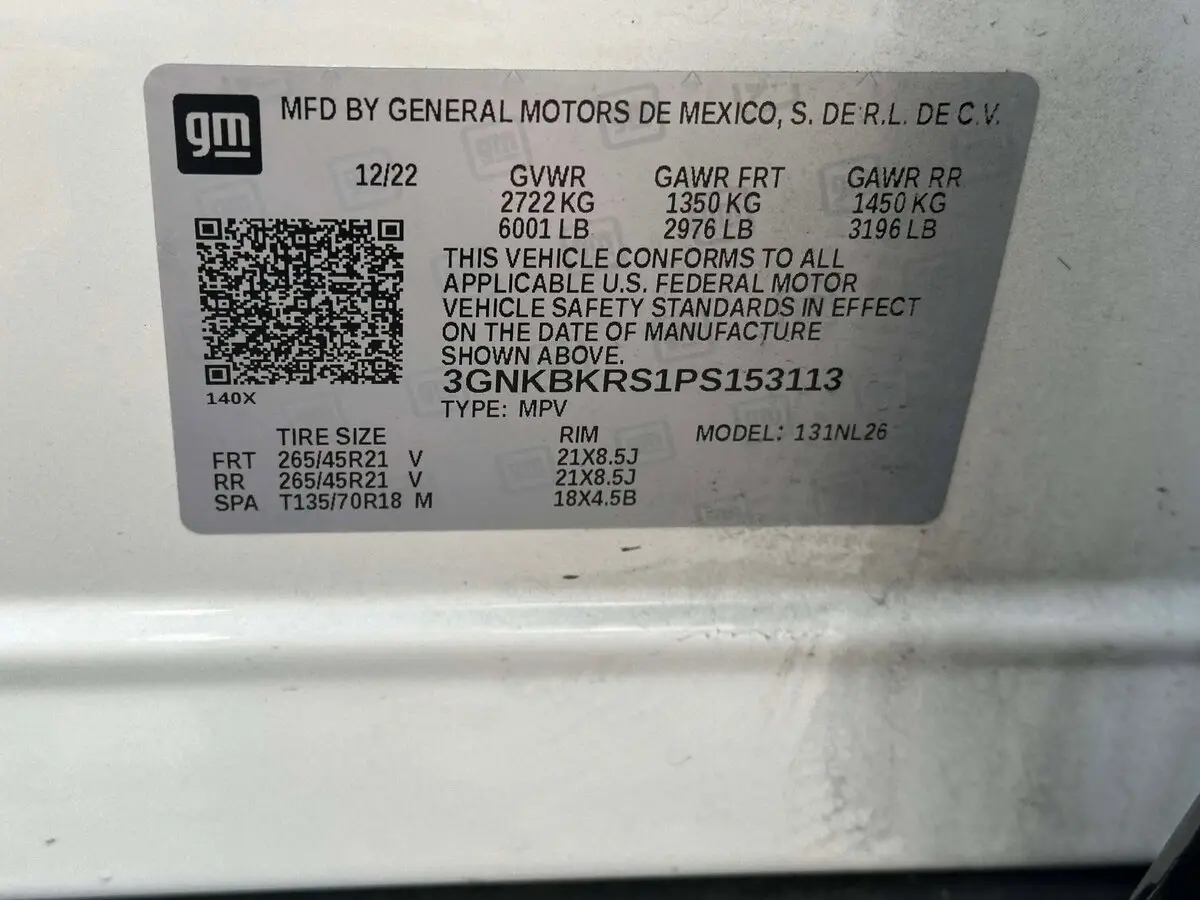 gm
MFD BY GENERAL MOTORS DE MEXICO, S. DE R.L. DE C.V.
12/22 GVWR GAWR FRT GAWR RR
2722 KG 1350 KG 1450 KG
6001 LB 2976 LB 3196 LB
THIS VEHICLE CONFORMS TO ALL
APPLICABLE U.S. FEDERAL MOTOR
VEHICLE SAFETY STANDARDS IN EFFECT
ON THE DATE OF MANUFACTURE
SHOWN ABOVE.
3GNKBKRS1PS153113
140X
TYPE: MPV
TIRE SIZE RIM MODEL: 131NL26
FRT 265/45R21 V 21X8.5J
RR 265/45R21 V 21X8.5J
SPA T135/70R18 M 18X4.5B